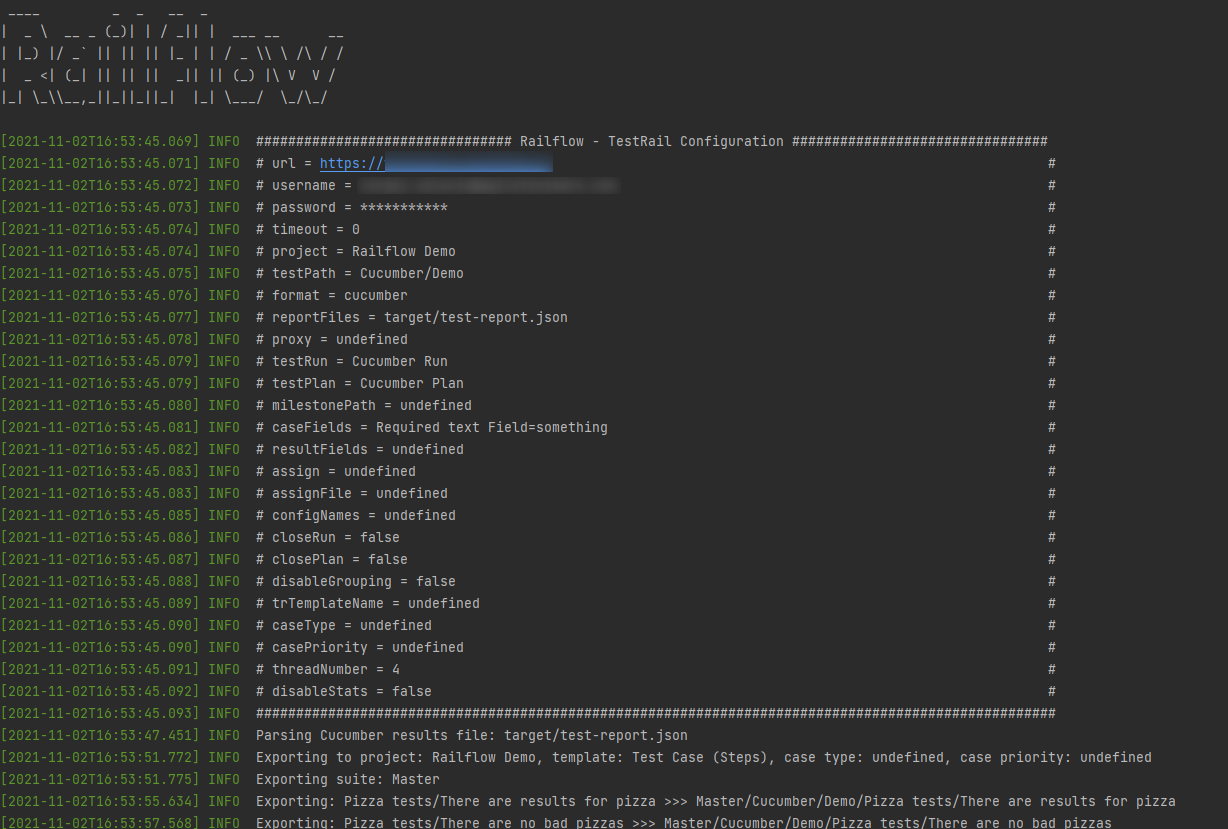 Railflow
[2021-11-02T16:53:45.069] INFO  ################################ Railflow - TestRail Configuration ################################
[2021-11-02T16:53:45.071] INFO  # url = https:// #
[2021-11-02T16:53:45.072] INFO  # username = #
[2021-11-02T16:53:45.073] INFO  # password = *********** #
[2021-11-02T16:53:45.074] INFO  # timeout = 0 #
[2021-11-02T16:53:45.074] INFO  # project = Railflow Demo #
[2021-11-02T16:53:45.075] INFO  # testPath = Cucumber/Demo #
[2021-11-02T16:53:45.076] INFO  # format = cucumber #
[2021-11-02T16:53:45.077] INFO  # reportFiles = target/test-report.json #
[2021-11-02T16:53:45.078] INFO  # proxy = undefined #
[2021-11-02T16:53:45.079] INFO  # testRun = Cucumber Run #
[2021-11-02T16:53:45.079] INFO  # testPlan = Cucumber Plan #
[2021-11-02T16:53:45.080] INFO  # milestonePath = undefined #
[2021-11-02T16:53:45.081] INFO  # caseFields = Required text Field=something #
[2021-11-02T16:53:45.082] INFO  # resultFields = undefined #
[2021-11-02T16:53:45.083] INFO  # assign = undefined #
[2021-11-02T16:53:45.083] INFO  # assignFile = undefined #
[2021-11-02T16:53:45.085] INFO  # configNames = undefined #
[2021-11-02T16:53:45.086] INFO  # closeRun = false #
[2021-11-02T16:53:45.087] INFO  # closePlan = false #
[2021-11-02T16:53:45.088] INFO  # disableGrouping = false #
[2021-11-02T16:53:45.089] INFO  # trTemplateName = undefined #
[2021-11-02T16:53:45.090] INFO  # caseType = undefined #
[2021-11-02T16:53:45.090] INFO  # casePriority = undefined #
[2021-11-02T16:53:45.091] INFO  # threadNumber = 4 #
[2021-11-02T16:53:45.092] INFO  # disableStats = false #
[2021-11-02T16:53:45.093] INFO  ####################################################################################################
[2021-11-02T16:53:47.451] INFO  Parsing Cucumber results file: target/test-report.json
[2021-11-02T16:53:51.772] INFO  Exporting to project: Railflow Demo, template: Test Case (Steps), case type: undefined, case priority: undefined
[2021-11-02T16:53:51.775] INFO  Exporting suite: Master
[2021-11-02T16:53:55.634] INFO  Exporting: Pizza tests/There are results for pizza >>> Master/Cucumber/Demo/Pizza tests/There are results for pizza
[2021-11-02T16:53:57.568] INFO  Exporting: Pizza tests/There are no bad pizzas >>> Master/Cucumber/Demo/Pizza tests/There are no bad pizzas